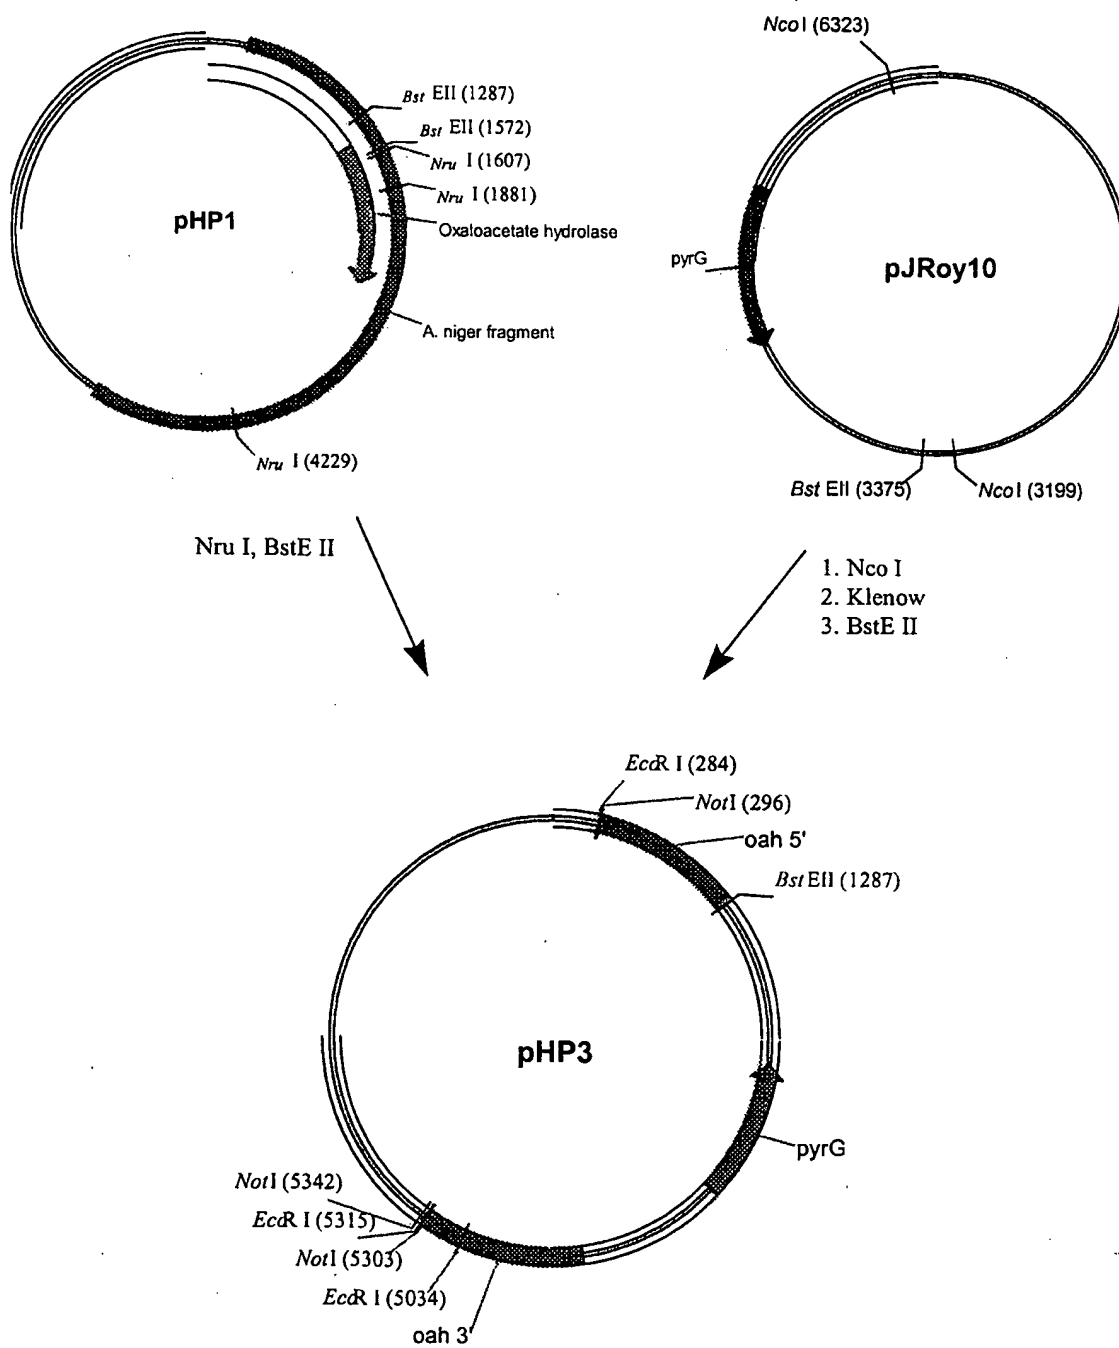 NcoI (6323)
Bst EII (1287)
Bst EII (1572)
Nru I (1607)
Nru I (1881)
Oxaloacetate hydrolase
pHP1
A. niger fragment
Nru I (4229)
pyrG
pJRoy10
Bst EII (3375)
NcoI (3199)
Nru I, BstE II
1. Nco I
2. Klenow
3. BstE II
EcoR I (284)
NotI (296)
oah 5'
Bst EII (1287)
pHP3
pyrG
NotI (5342)
EcoR I (5315)
NotI (5303)
EcoR I (5034)
oah 3'